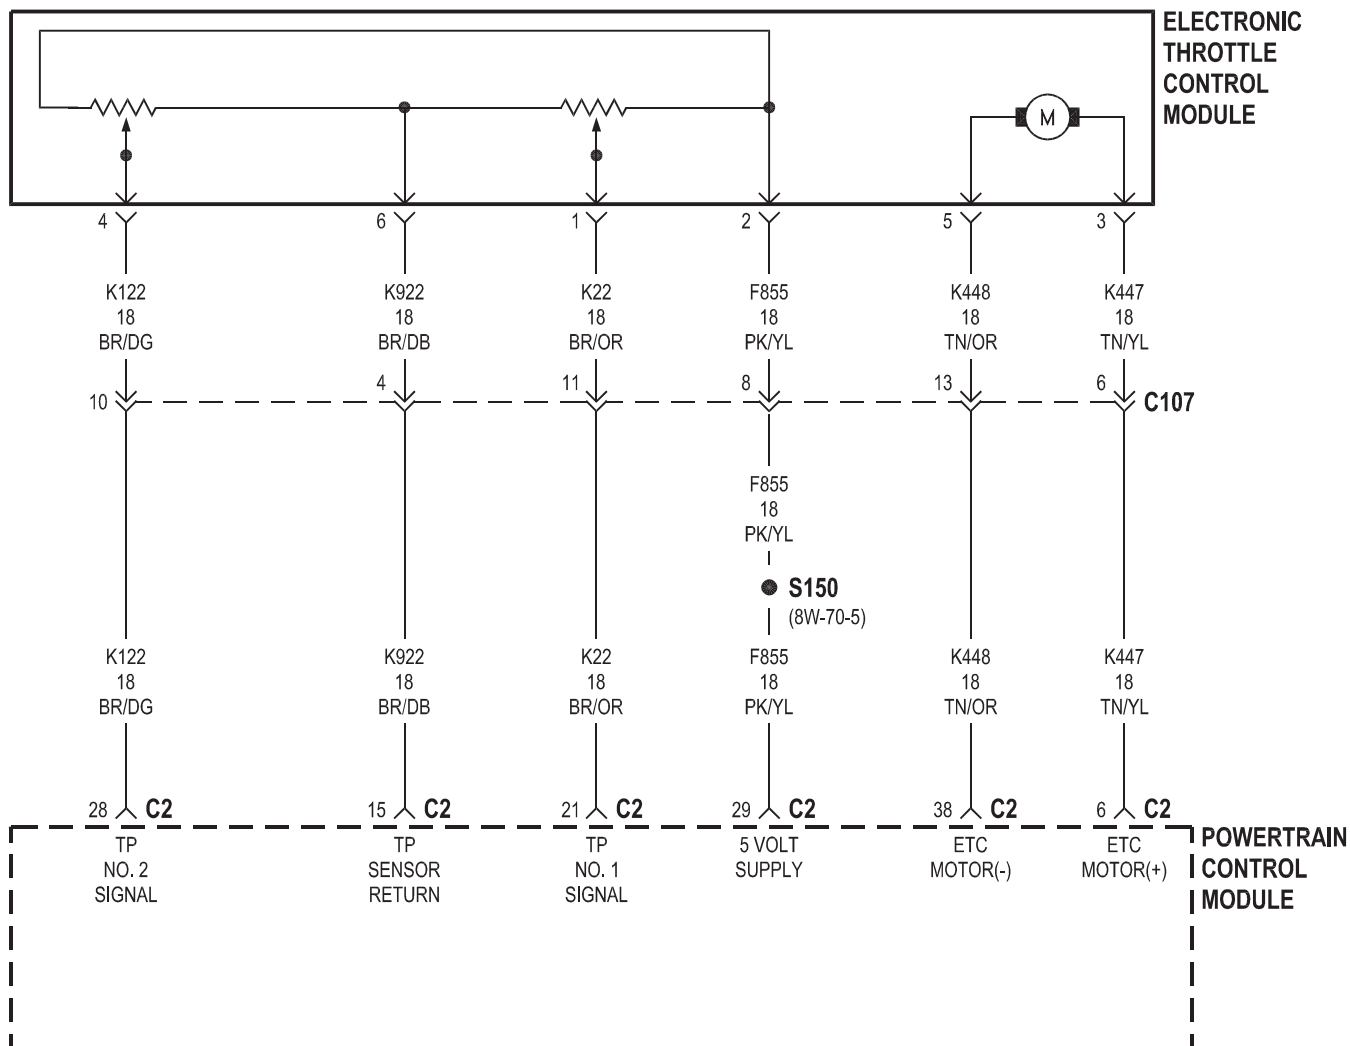 ELECTRONIC
THROTTLE
CONTROL
MODULE
M
4 6 1 2 5 3
K122 K922 K22 F855 K448 K447
18 18 18 18 18 18
BR/DG BR/DB BR/OR PK/YL TN/OR TN/YL
10 4 11 8 13 6 C107
F855
18
PK/YL
S150
(8W-70-5)
K122 K922 K22 F855 K448 K447
18 18 18 18 18 18
BR/DG BR/DB BR/OR PK/YL TN/OR TN/YL
28 C2 15 C2 21 C2 29 C2 38 C2 6 C2
TP TP TP 5 VOLT ETC ETC
NO. 2 SENSOR NO. 1 SUPPLY MOTOR(-) MOTOR(+)
SIGNAL RETURN SIGNAL
POWERTRAIN
CONTROL
MODULE